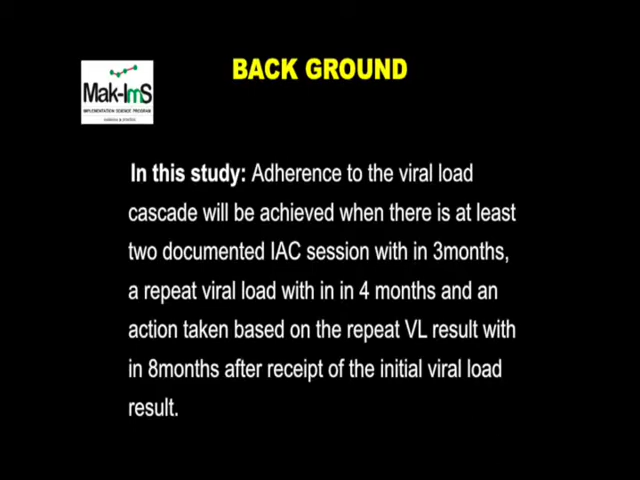 BACK GROUND
Mak-ImS
IMPLEMENTATION SCIENCE PROGRAM
In this study: Adherence to the viral load
cascade will be achieved when there is at least
two documented IAC session with in 3months,
a repeat viral load with in in 4 months and an
action taken based on the repeat VL result with
in 8months after receipt of the initial viral load
result.